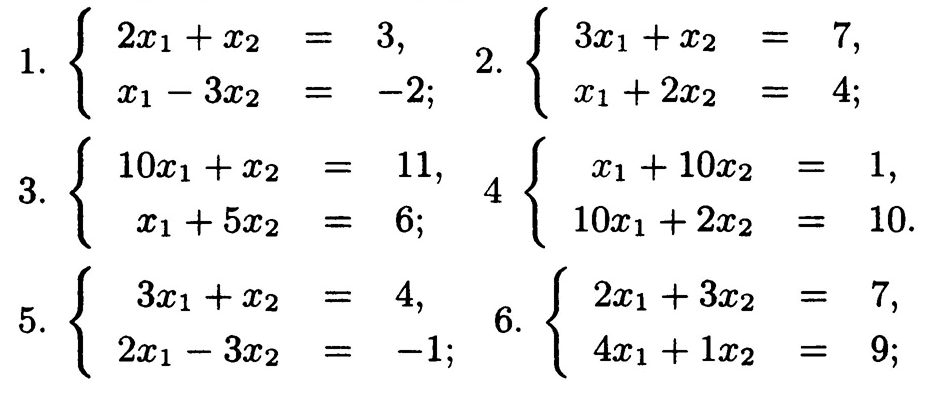 1. { 2x₁ + x₂ = 3, 2. { 3x₁ + x₂ = 7,
x₁ − 3x₂ = −2; x₁ + 2x₂ = 4;
3. { 10x₁ + x₂ = 11, 4 { x₁ + 10x₂ = 1,
x₁ + 5x₂ = 6; 10x₁ + 2x₂ = 10.
5. { 3x₁ + x₂ = 4, 6. { 2x₁ + 3x₂ = 7,
2x₁ − 3x₂ = −1; 4x₁ + 1x₂ = 9;